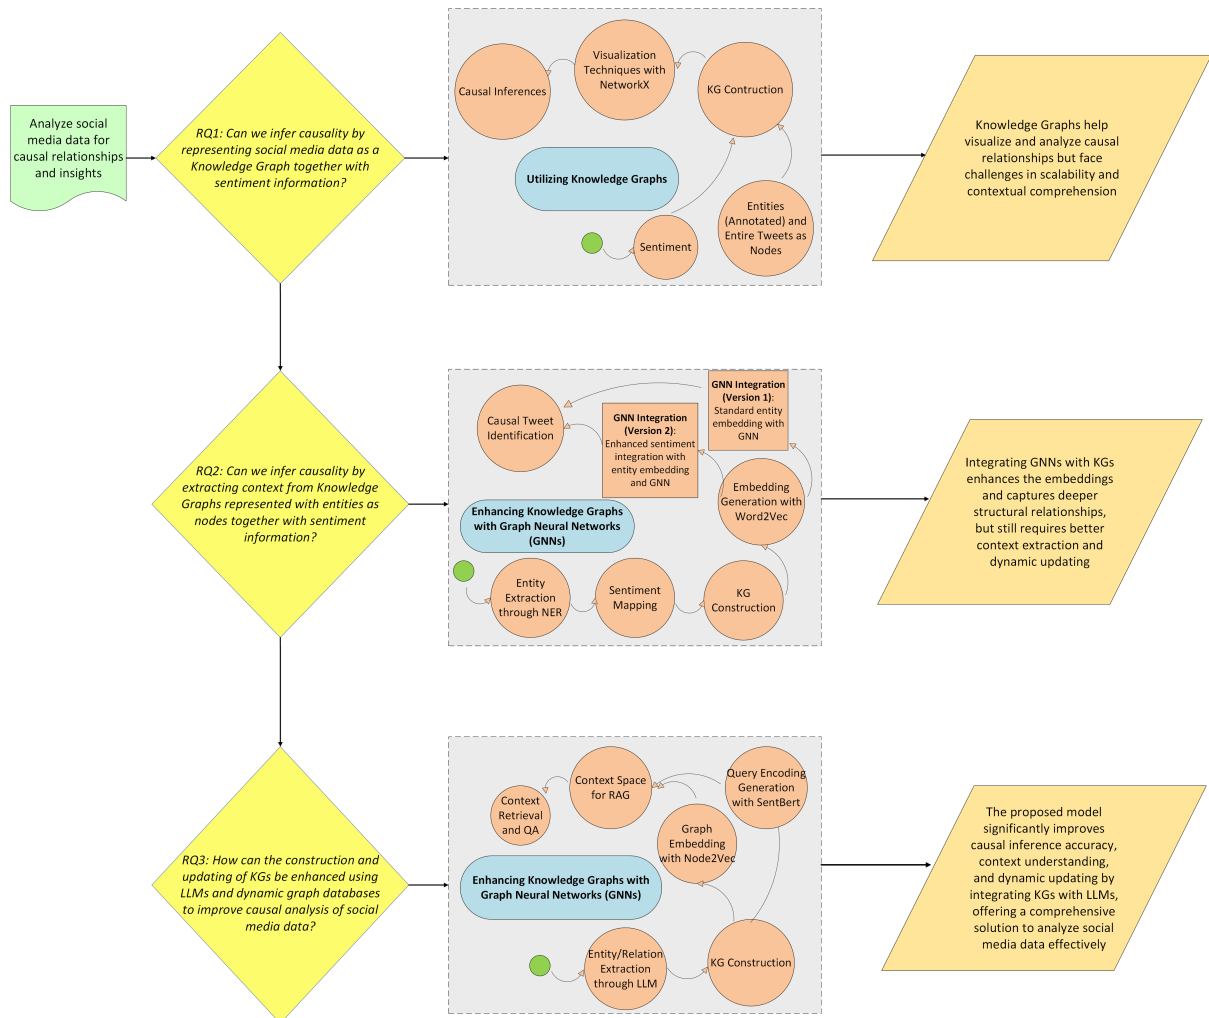 Analyze social
media data for
causal relationships
and insights
RQ1: Can we infer causality by
representing social media data as a
Knowledge Graph together with
sentiment information?
Causal Inferences
Visualization
Techniques with
NetworkX
KG Contruction
Utilizing Knowledge Graphs
Sentiment
Entities
(Annotated) and
Entire Tweets as
Nodes
Knowledge Graphs help
visualize and analyze causal
relationships but face
challenges in scalability and
contextual comprehension
RQ2: Can we infer causality by
extracting context from Knowledge
Graphs represented with entities as
nodes together with sentiment
information?
Causal Tweet
Identification
GNN Integration
(Version 2):
Enhanced sentiment
integration with
entity embedding
and GNN
GNN Integration
(Version 1):
Standard entity
embedding with
GNN
Embedding
Generation with
Word2Vec
Enhancing Knowledge Graphs
with Graph Neural Networks
(GNNs)
Entity
Extraction
through NER
Sentiment
Mapping
KG
Construction
Integrating GNNs with KGs
enhances the embeddings
and captures deeper
structural relationships,
but still requires better
context extraction and
dynamic updating
RQ3: How can the construction and
updating of KGs be enhanced using
LLMs and dynamic graph databases
to improve causal analysis of social
media data?
Context
Retrieval
and QA
Context Space
for RAG
Query Encoding
Generation
with SentBert
Graph
Embedding
with Node2Vec
Enhancing Knowledge Graphs with
Graph Neural Networks (GNNs)
Entity/Relation
Extraction
through LLM
KG Construction
The proposed model
significantly improves
causal inference accuracy,
context understanding,
and dynamic updating by
integrating KGs with LLMs,
offering a comprehensive
solution to analyze social
media data effectively